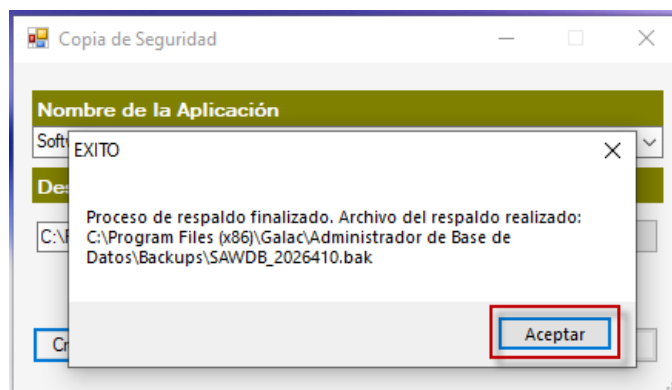 Copia de Seguridad
Nombre de la Aplicación
EXITO
Proceso de respaldo finalizado. Archivo del respaldo realizado:
C:\Program Files (x86)\Galac\Administrador de Base de
Datos\Backups\SAWDB_2026410.bak
Aceptar